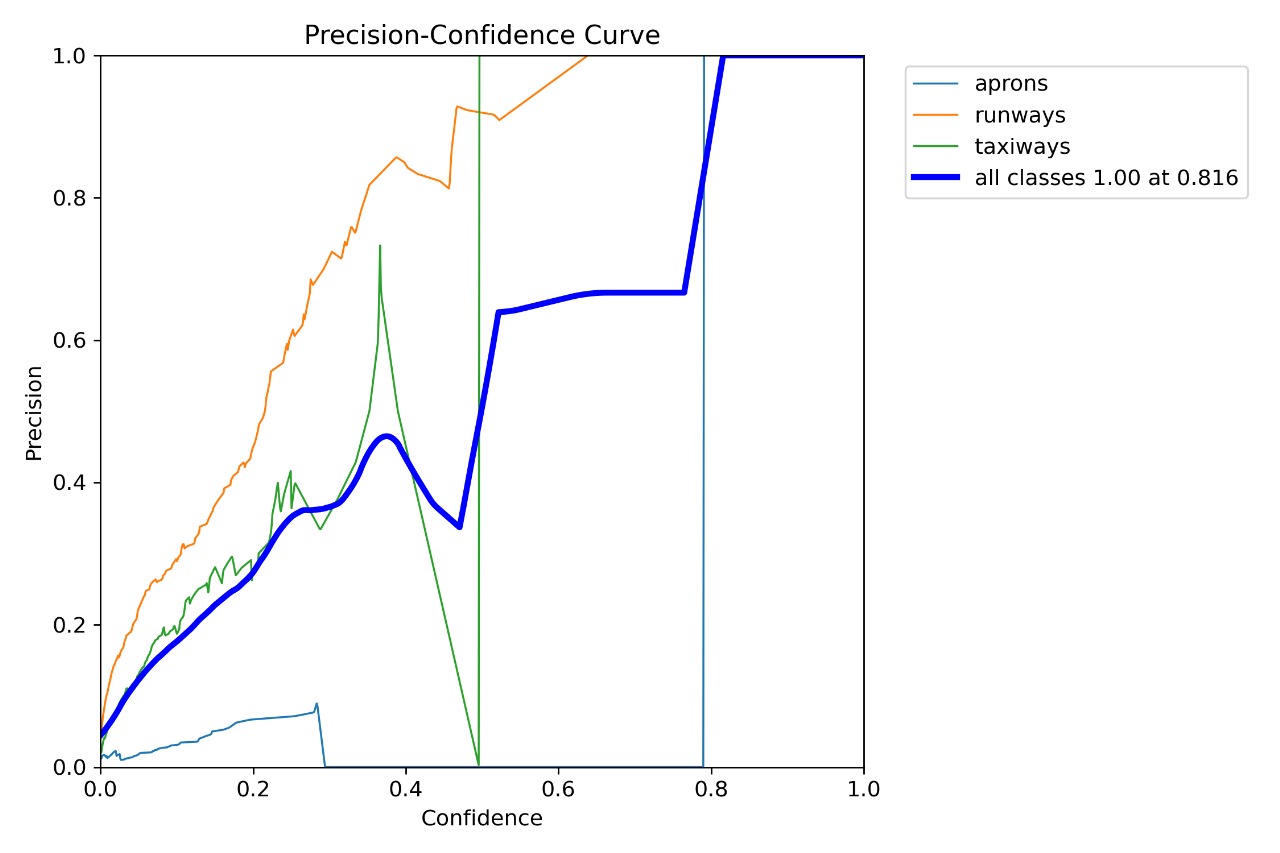 Precision-Confidence Curve
1.0
0.8
0.6
0.4
0.2
0.0
Precision
0.0 0.2 0.4 0.6 0.8 1.0
Confidence
aprons
runways
taxiways
all classes 1.00 at 0.816